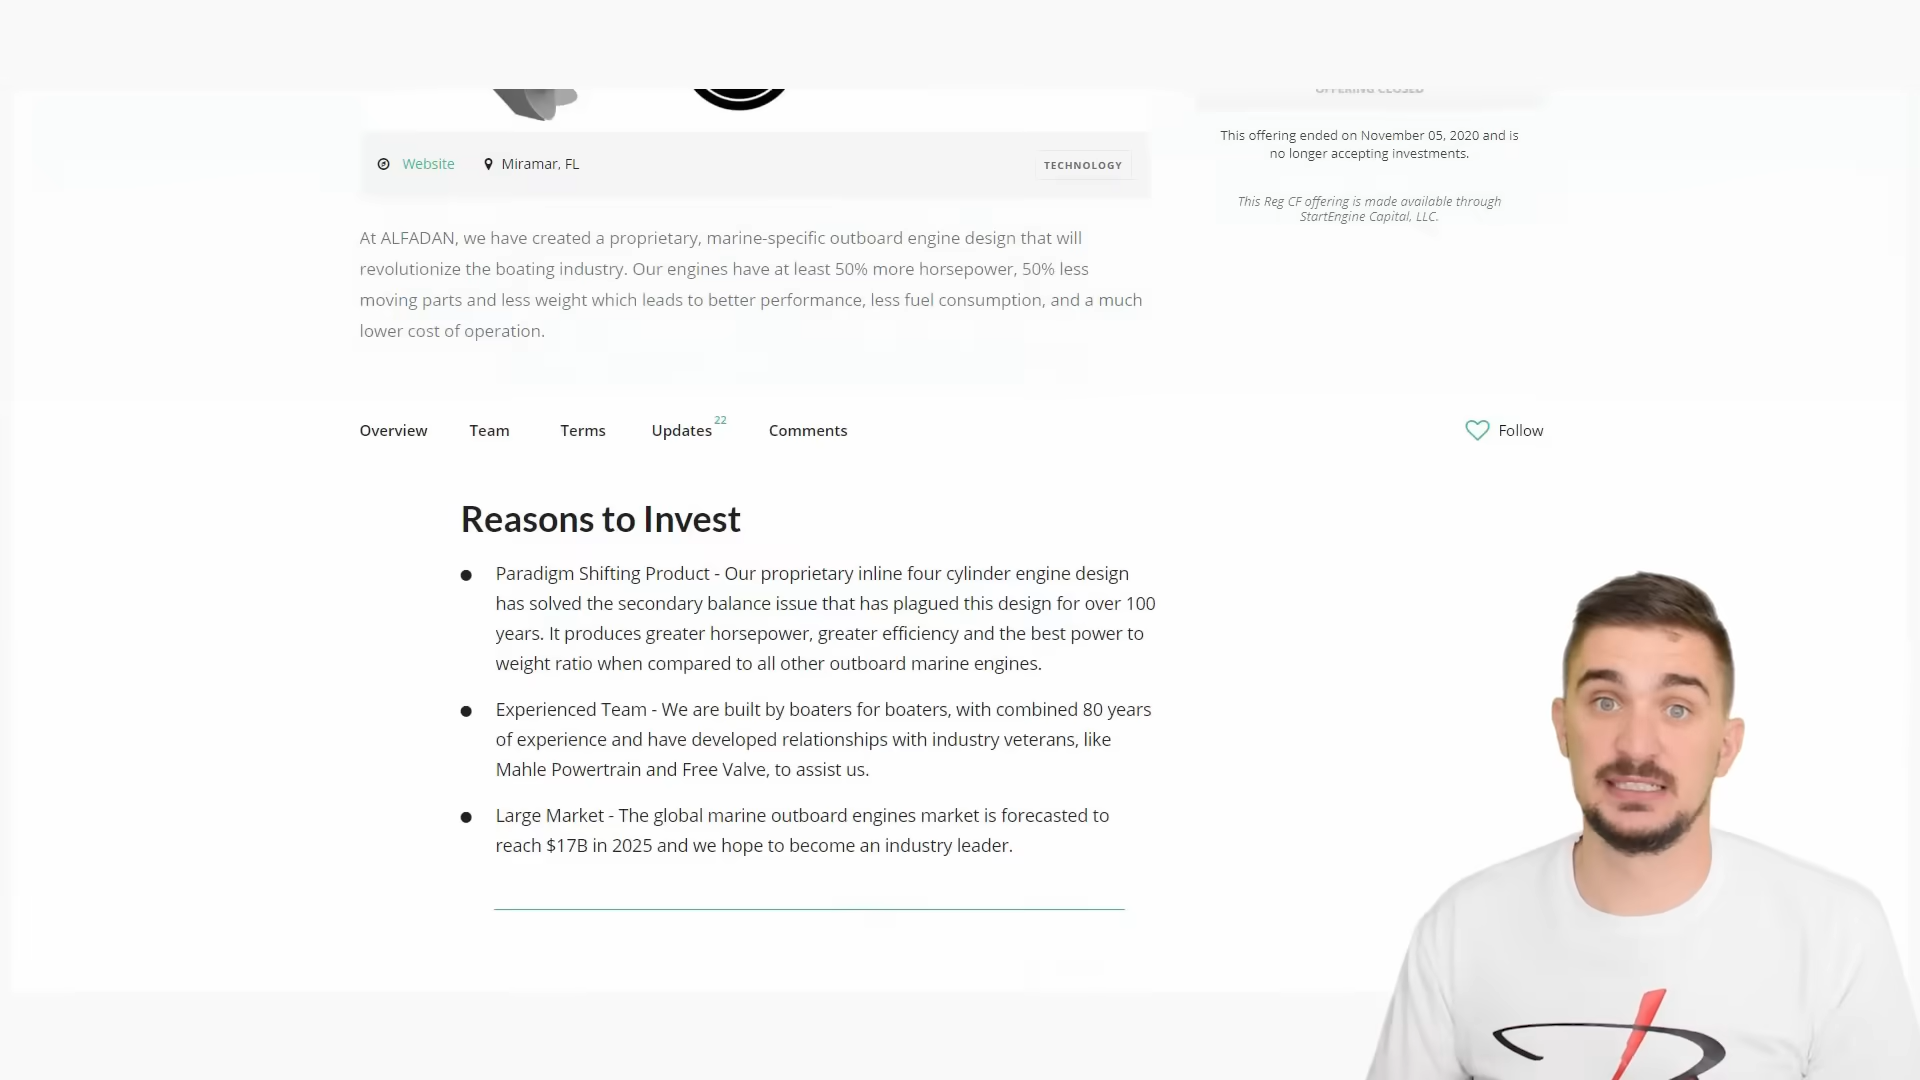 OFFERING CLOSED
This offering ended on November 05, 2020 and is
no longer accepting investments.
This Reg CF offering is made available through
StartEngine Capital, LLC.
Website
Miramar, FL
TECHNOLOGY
At ALFADAN, we have created a proprietary, marine-specific outboard engine design that will
revolutionize the boating industry. Our engines have at least 50% more horsepower, 50% less
moving parts and less weight which leads to better performance, less fuel consumption, and a much
lower cost of operation.
Overview
Team
Terms
Updates 22
Comments
Follow
Reasons to Invest
Paradigm Shifting Product - Our proprietary inline four cylinder engine design
has solved the secondary balance issue that has plagued this design for over 100
years. It produces greater horsepower, greater efficiency and the best power to
weight ratio when compared to all other outboard marine engines.
Experienced Team - We are built by boaters for boaters, with combined 80 years
of experience and have developed relationships with industry veterans, like
Mahle Powertrain and Free Valve, to assist us.
Large Market - The global marine outboard engines market is forecasted to
reach $17B in 2025 and we hope to become an industry leader.